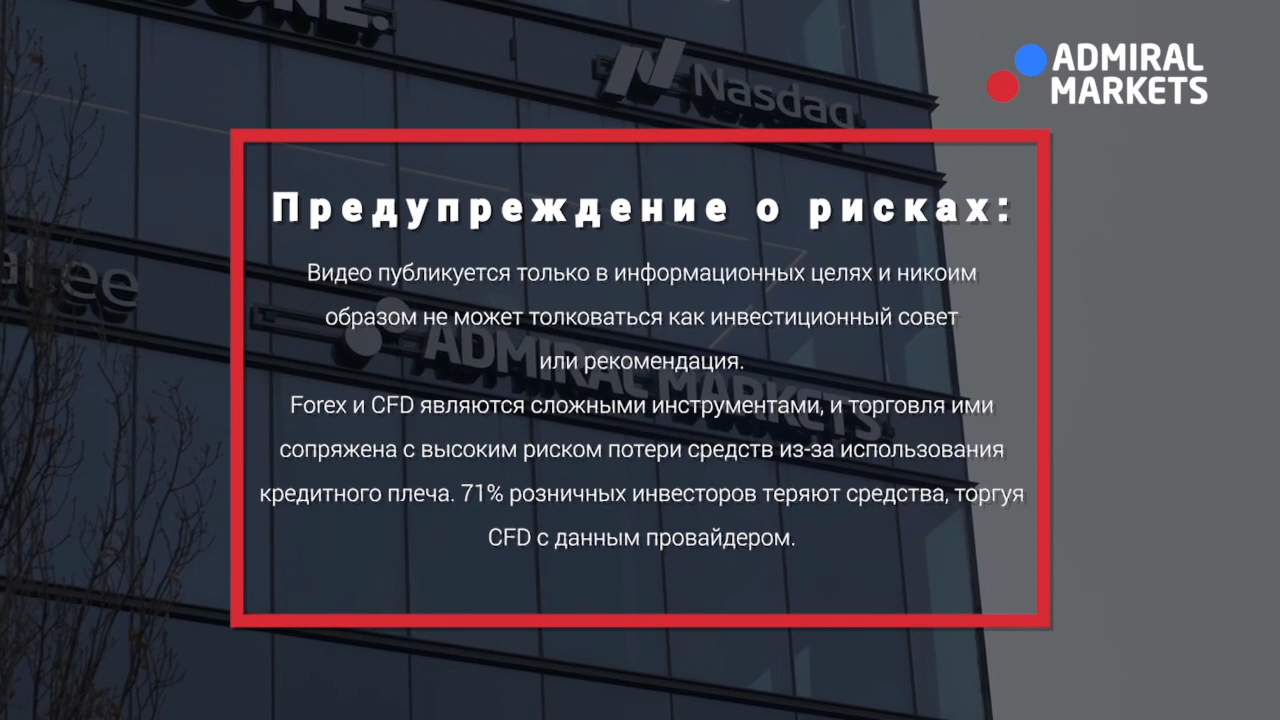 Nasdaq
ADMIRAL
MARKETS
Предупреждение о рисках:
Видео публикуется только в информационных целях и никоим
образом не может толковаться как инвестиционный совет
или рекомендация.
ADMIRAL MARKETS
Forex и CFD являются сложными инструментами, и торговля ими
сопряжена с высоким риском потери средств из-за использования
кредитного плеча. 71% розничных инвесторов теряют средства, торгуя
CFD с данным провайдером.